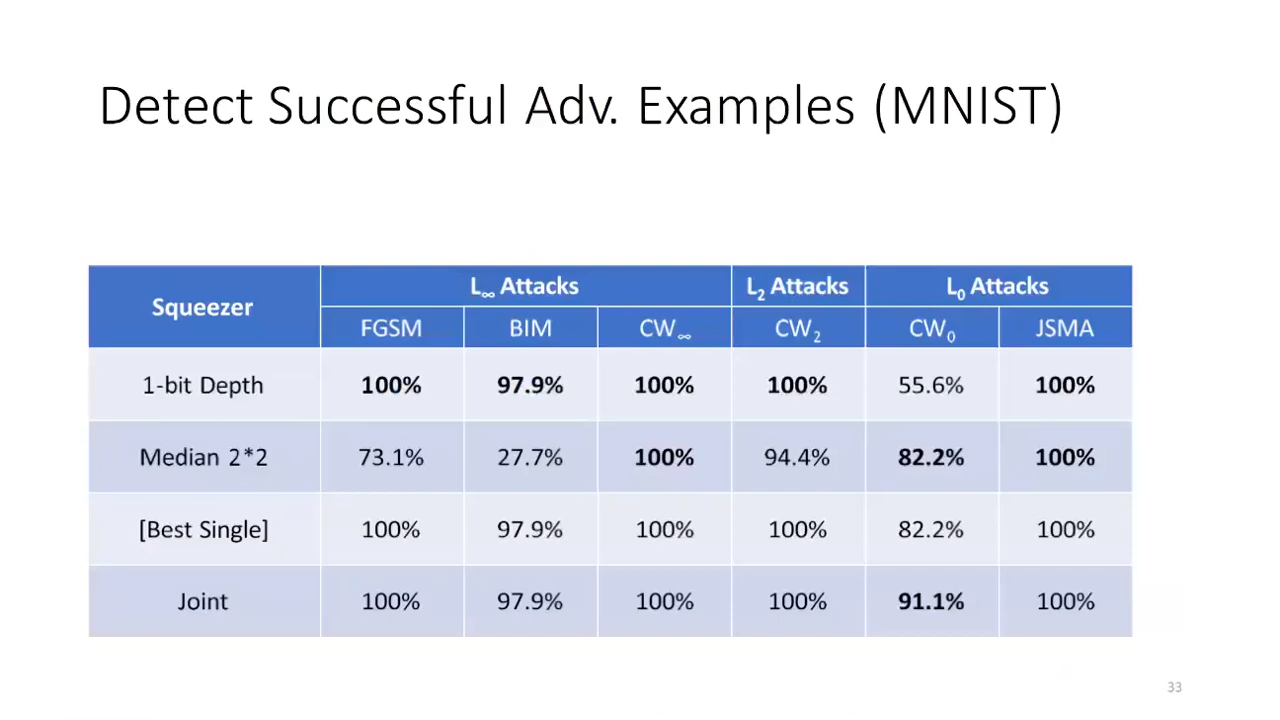 Detect Successful Adv. Examples (MNIST)
Squeezer
L∞ Attacks
L2 Attacks
L0 Attacks
FGSM BIM CW∞ CW2 CW0 JSMA
1-bit Depth 100% 97.9% 100% 100% 55.6% 100%
Median 2*2 73.1% 27.7% 100% 94.4% 82.2% 100%
[Best Single] 100% 97.9% 100% 100% 82.2% 100%
Joint 100% 97.9% 100% 100% 91.1% 100%
33